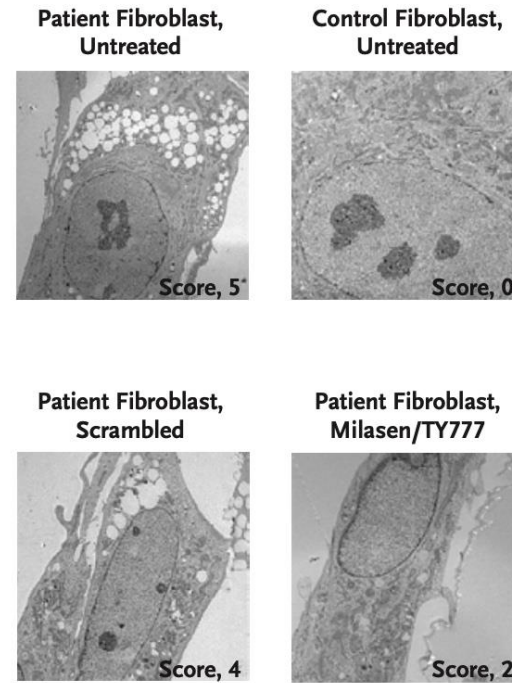 Patient Fibroblast,
Untreated
Control Fibroblast,
Untreated
Score, 5*
Score, 0
Patient Fibroblast,
Scrambled
Patient Fibroblast,
Milasen/TY777
Score, 4
Score, 2